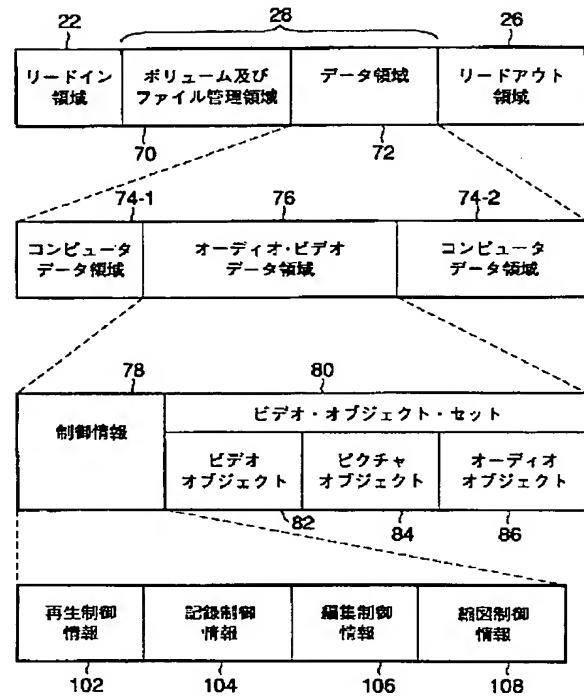 22
28
26
リードイン
領域
ボリューム及び
ファイル管理領域
データ領域
リードアウト
領域
70
72
74-1
76
74-2
コンピュータ
データ領域
オーディオ・ビデオ
データ領域
コンピュータ
データ領域
78
80
制御情報
ビデオ・オブジェクト・セット
ビデオ
オブジェクト
ピクチャ
オブジェクト
オーディオ
オブジェクト
82
84
86
再生制御
情報
記録制御
情報
編集制御
情報
縮図制御
情報
102
104
106
108